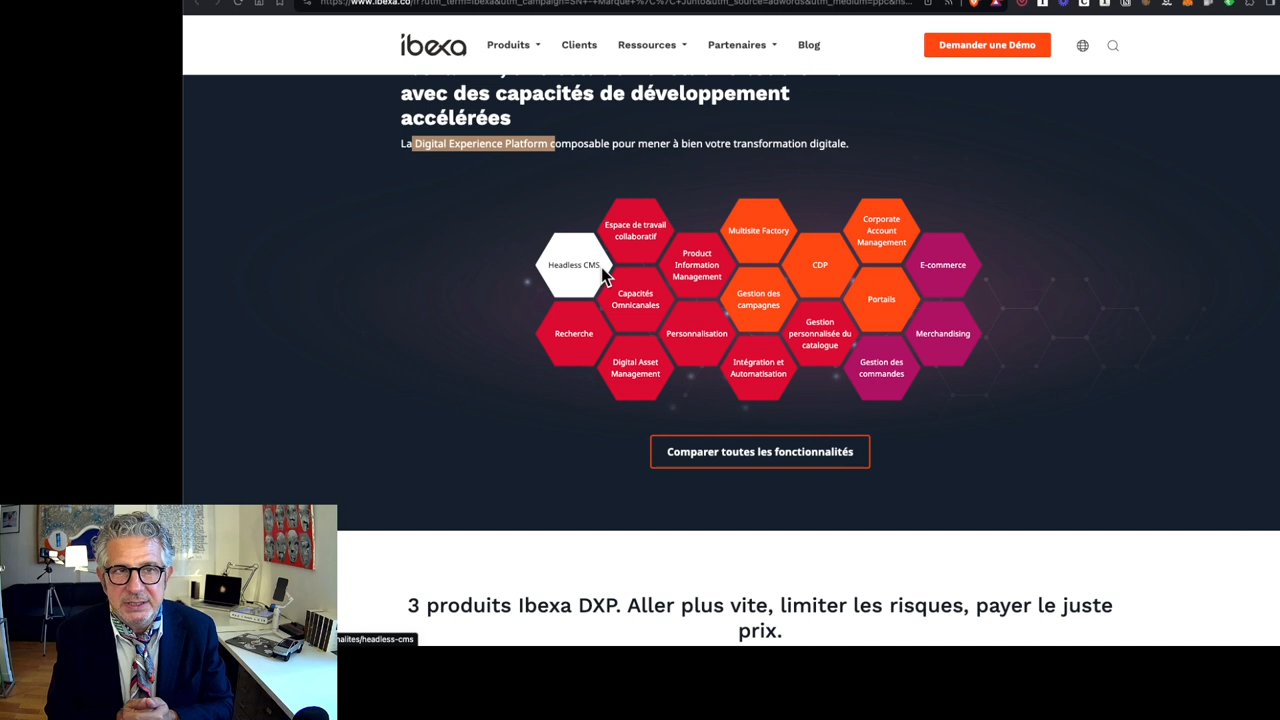 ibexa
Produits
Clients
Ressources
Partenaires
Blog
Demander une Démo
avec des capacités de développement
accélérées
La Digital Experience Platform composable pour mener à bien votre transformation digitale.
Headless CMS
Espace de travail
collaboratif
Product
Information
Management
Multisite Factory
CDP
Corporate
Account
Management
E-commerce
Capacités
Omnicanales
Gestion des
campagnes
Portails
Recherche
Personnalisation
Gestion
personnalisée du
catalogue
Merchandising
Digital Asset
Management
Intégration et
Automatisation
Gestion des
commandes
Comparer toutes les fonctionnalités
3 produits Ibexa DXP. Aller plus vite, limiter les risques, payer le juste
prix.
nalites/headless-cms